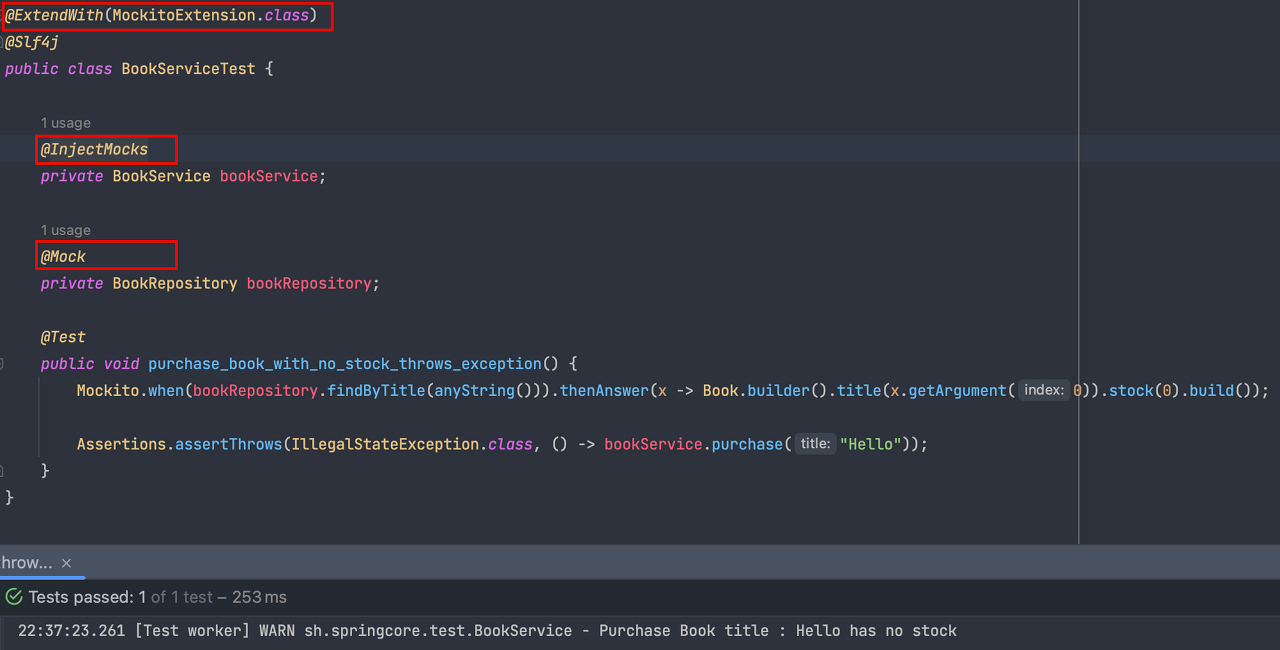 @ExtendWith(MockitoExtension.class)
@Slf4j
public class BookServiceTest {
1 usage
@InjectMocks
private BookService bookService;
1 usage
@Mock
private BookRepository bookRepository;
@Test
public void purchase_book_with_no_stock_throws_exception() {
Mockito.when(bookRepository.findByTitle(anyString())).thenAnswer(x -> Book.builder().title(x.getArgument( index: 0)).stock(0).build());
Assertions.assertThrows(IllegalStateException.class, () -> bookService.purchase( title: "Hello"));
}
}
throw... ×
Tests passed: 1 of 1 test – 253 ms
22:37:23.261 [Test worker] WARN sh.springcore.test.BookService - Purchase Book title : Hello has no stock